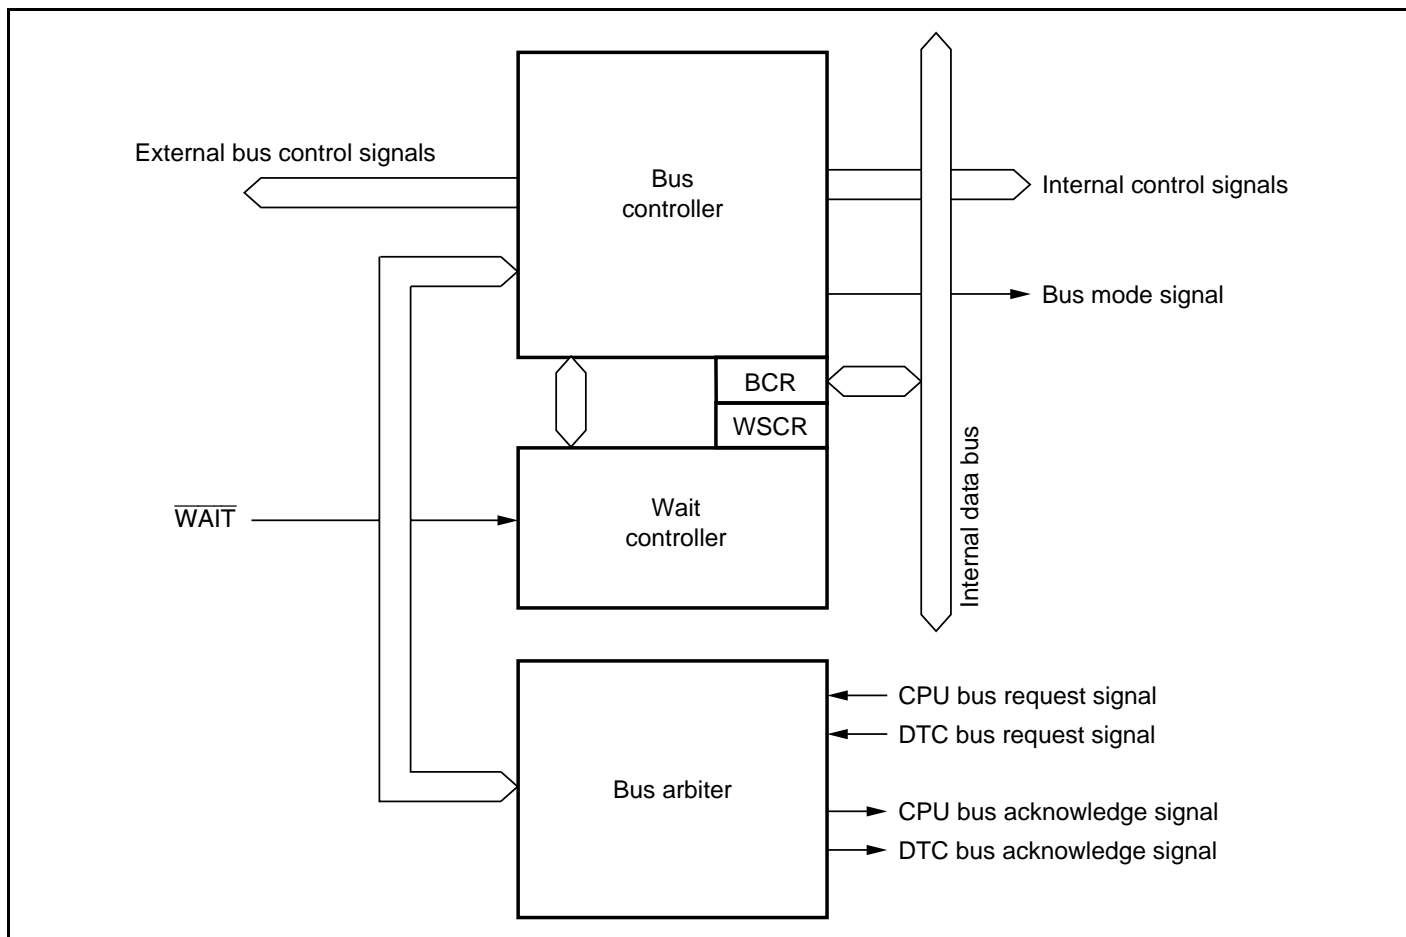 External bus control signals
Bus
controller
Internal control signals
Bus mode signal
BCR
WSCR
Internal data bus
WAIT
Wait
controller
CPU bus request signal
DTC bus request signal
Bus arbiter
CPU bus acknowledge signal
DTC bus acknowledge signal